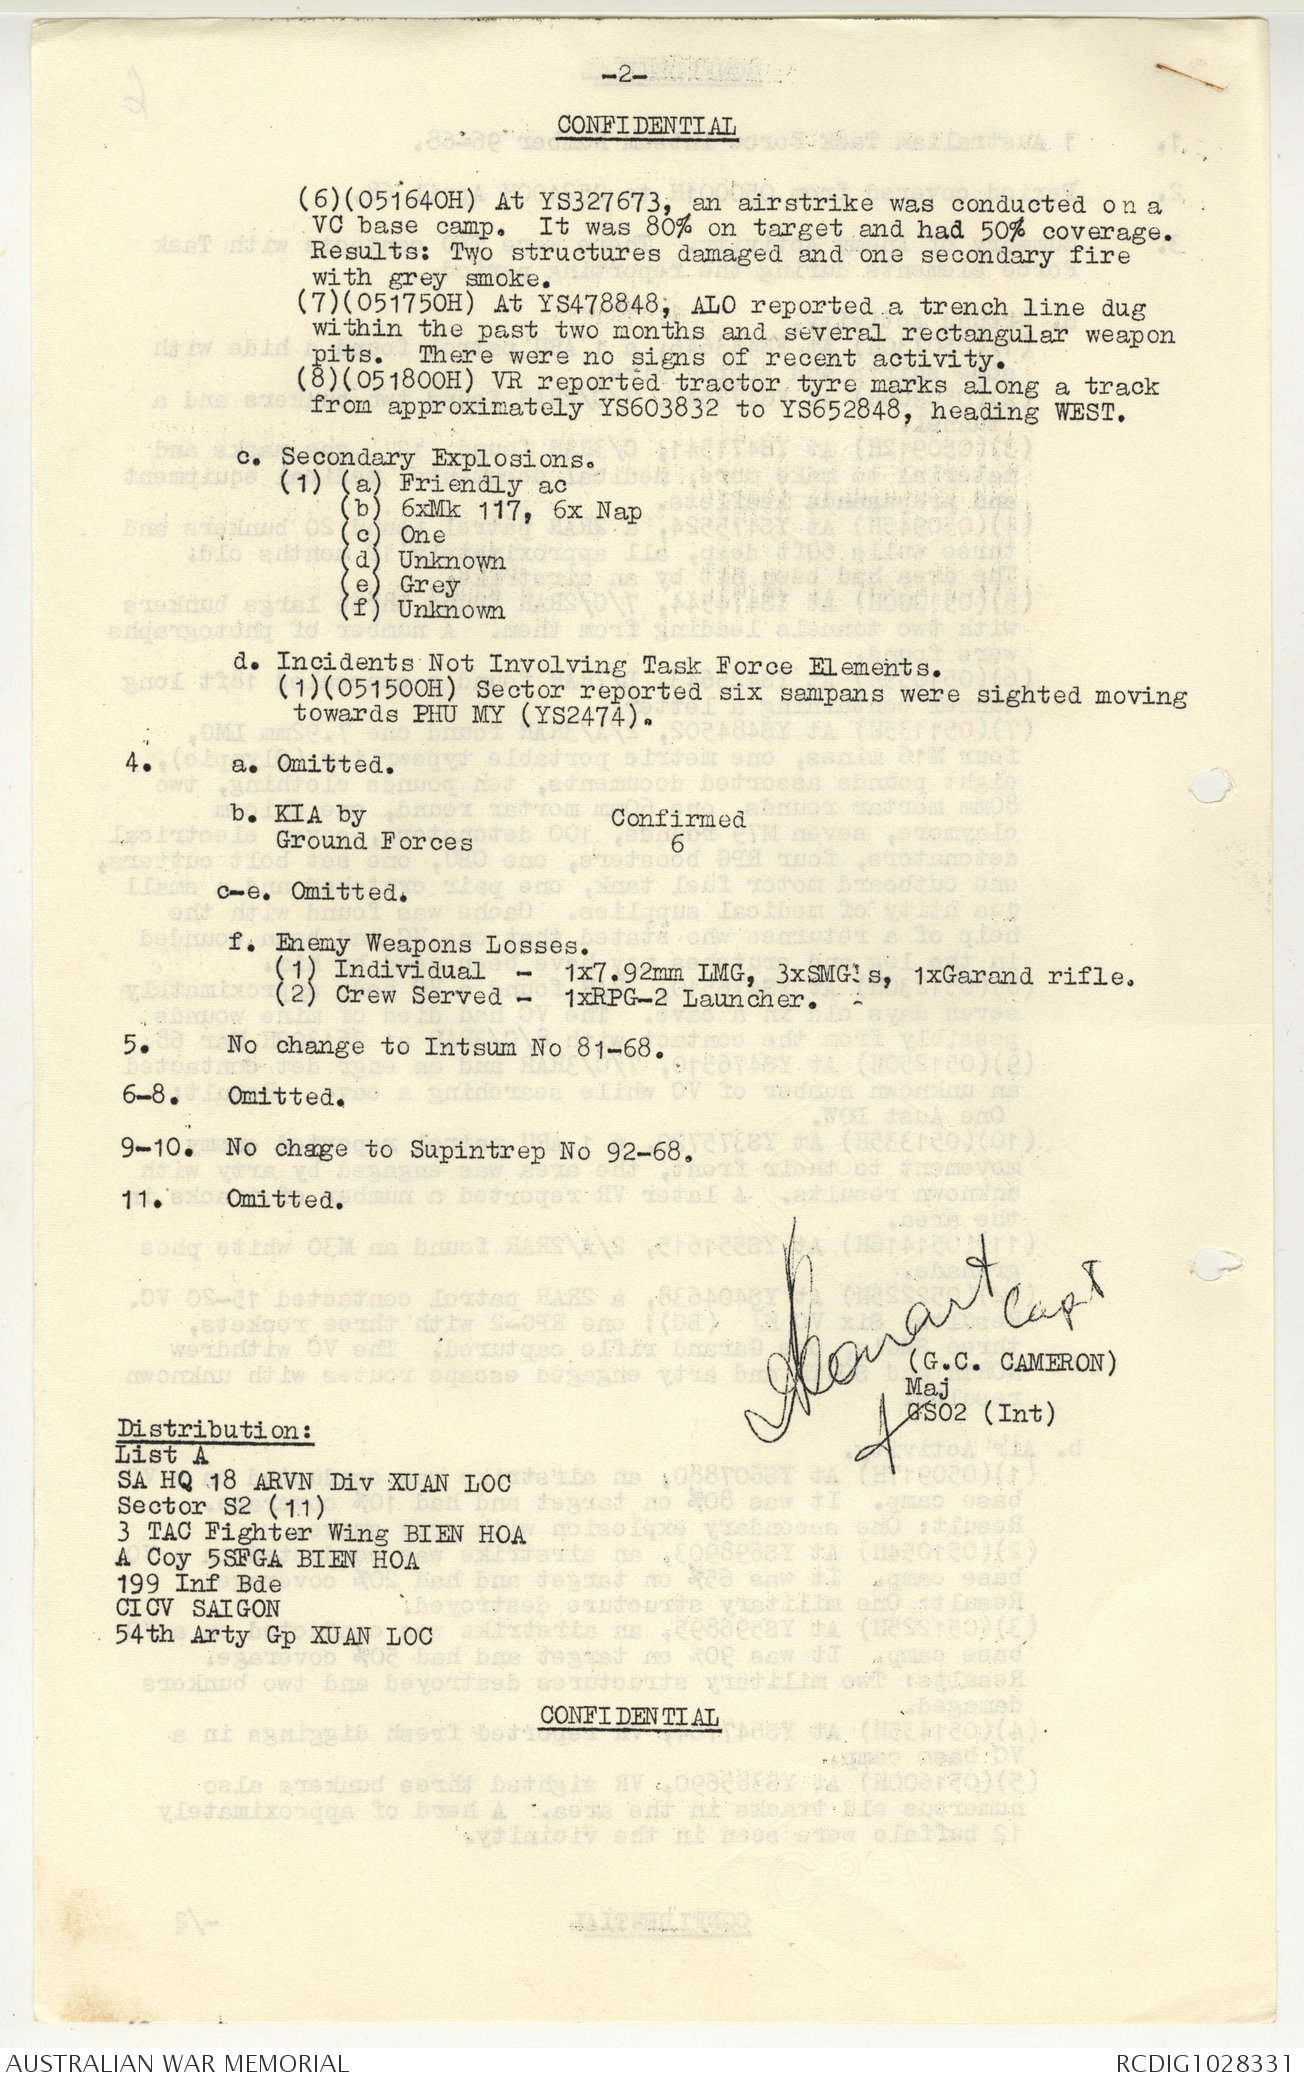 -2-
CONFIDENTIAL
(6)(051640H) At YS327673, an airstrike was conducted on a
VC base camp. It was 80% on target and had 50% coverage.
Results: Two structures damaged and one secondary fire
with grey smoke.
(7)(051750H) At YS478848, ALO reported a trench line dug
within the past two months and several rectangular weapon
pits. There were no signs of recent activity.
(8)(051800H) VR reported tractor tyre marks along a track
from approximately YS603832 to YS652848, heading WEST.
c. Secondary Explosions.
(1) (a) Friendly ac
(b) 6xMk 117, 6x Nap
(c) One
(d) Unknown
(e) Grey
(f) Unknown
d. Incidents Not Involving Task Force Elements.
(1)(051500H) Sector reported six sampans were sighted moving
towards PHU MY (YS2474).
4. a. Omitted.
b. KIA by Confirmed
Ground Forces 6
c-e. Omitted.
f. Enemy Weapons Losses.
(1) Individual - 1x7.92mm LMG, 3xSMG's, 1xGarand rifle.
(2) Crew Served - 1xRPG-2 Launcher.
5. No change to Intsum No 81-68.
6-8. Omitted.
9-10. No chage to Supintrep No 92-68.
11. Omitted.
Capt
(G.C. CAMERON)
Maj
GSO2 (Int)
Distribution:
List A
SA HQ 18 ARVN Div XUAN LOC
Sector S2 (11)
3 TAC Fighter Wing BIEN HOA
A Coy 5SFGA BIEN HOA
199 Inf Bde
CICV SAIGON
54th Arty Gp XUAN LOC
CONFIDENTIAL
AUSTRALIAN WAR MEMORIAL RCDIG1028331